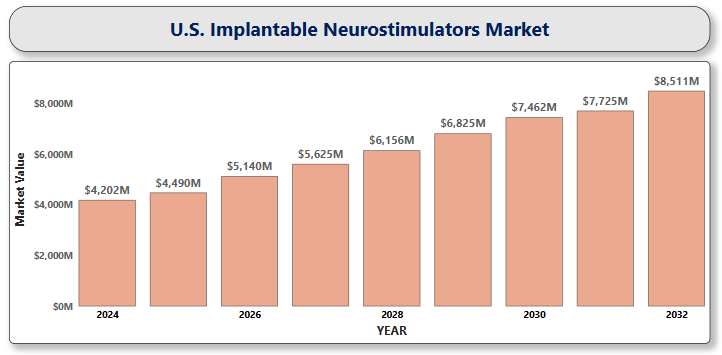 U.S. Implantable Neurostimulators Market
$8,511M
$8,000M
$7,725M
$7,462M
$6,825M
$6,156M
$6,000M
$5,625M
$5,140M
$4,490M
$4,202M
$4,000M
$2,000M
$0M
Market Value
2024
2026
2028
2030
2032
YEAR